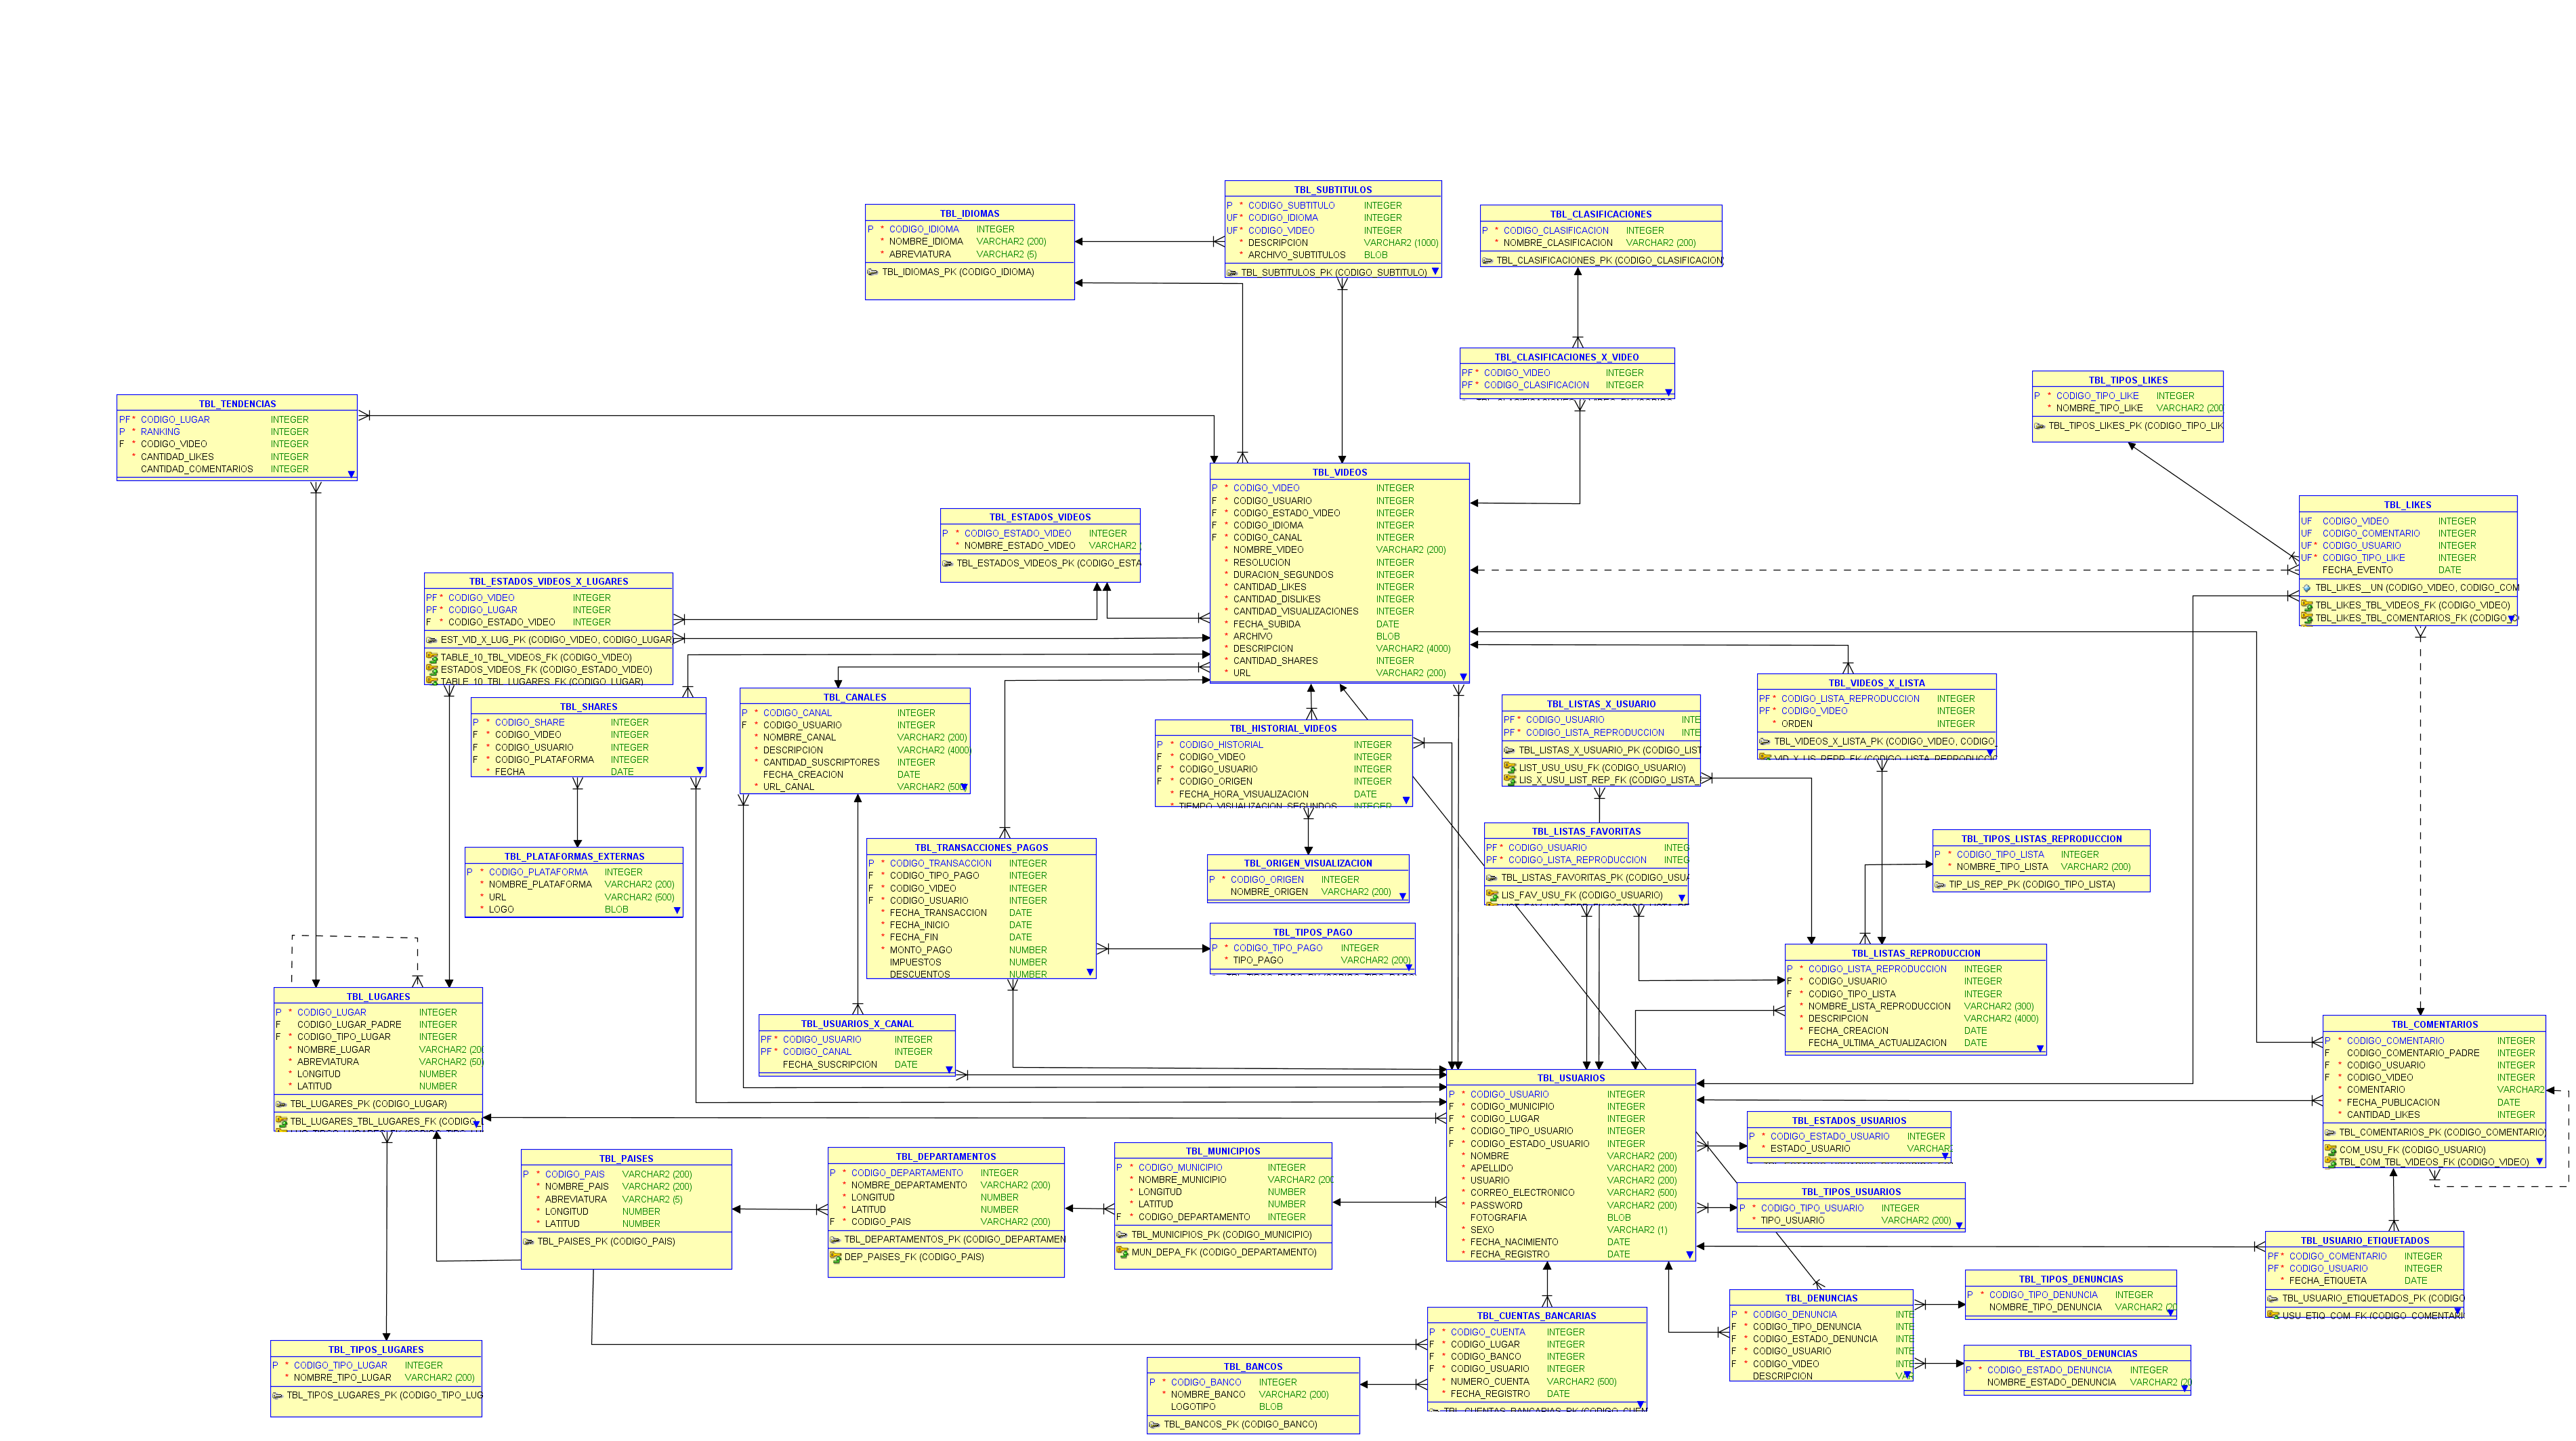 TBL_SUBTITULOS
P * CODIGO_SUBTITULO INTEGER
UF* CODIGO_IDIOMA INTEGER
UF* CODIGO_VIDEO INTEGER
* DESCRIPCION VARCHAR2 (1000)
* ARCHIVO_SUBTITULOS BLOB
TBL_SUBTITULOS_PK (CODIGO_SUBTITULO)
TBL_IDIOMAS
P * CODIGO_IDIOMA INTEGER
* NOMBRE_IDIOMA VARCHAR2 (200)
* ABREVIATURA VARCHAR2 (5)
TBL_IDIOMAS_PK (CODIGO_IDIOMA)
TBL_CLASIFICACIONES
P * CODIGO_CLASIFICACION INTEGER
* NOMBRE_CLASIFICACION VARCHAR2 (200)
TBL_CLASIFICACIONES_PK (CODIGO_CLASIFICACION)
TBL_CLASIFICACIONES_X_VIDEO
PF* CODIGO_VIDEO INTEGER
PF* CODIGO_CLASIFICACION INTEGER
TBL_TIPOS_LIKES
P * CODIGO_TIPO_LIKE INTEGER
* NOMBRE_TIPO_LIKE VARCHAR2 (200
TBL_TIPOS_LIKES_PK (CODIGO_TIPO_LIK
TBL_TENDENCIAS
PF* CODIGO_LUGAR INTEGER
P * RANKING INTEGER
F * CODIGO_VIDEO INTEGER
* CANTIDAD_LIKES INTEGER
CANTIDAD_COMENTARIOS INTEGER
TBL_VIDEOS
P * CODIGO_VIDEO INTEGER
F * CODIGO_USUARIO INTEGER
F * CODIGO_ESTADO_VIDEO INTEGER
F * CODIGO_IDIOMA INTEGER
F * CODIGO_CANAL INTEGER
* NOMBRE_VIDEO VARCHAR2 (200)
* RESOLUCION INTEGER
* DURACION_SEGUNDOS INTEGER
* CANTIDAD_LIKES INTEGER
* CANTIDAD_DISLIKES INTEGER
* CANTIDAD_VISUALIZACIONES INTEGER
* FECHA_SUBIDA DATE
* ARCHIVO BLOB
* DESCRIPCION VARCHAR2 (4000)
* CANTIDAD_SHARES INTEGER
* URL VARCHAR2 (200)
TBL_LIKES
UF CODIGO_VIDEO INTEGER
UF CODIGO_COMENTARIO INTEGER
UF* CODIGO_USUARIO INTEGER
UF* CODIGO_TIPO_LIKE INTEGER
FECHA_EVENTO DATE
TBL_LIKES__UN (CODIGO_VIDEO, CODIGO_COM
TBL_LIKES_TBL_VIDEOS_FK (CODIGO_VIDEO)
TBL_LIKES_TBL_COMENTARIOS_FK (CODIGO_
TBL_ESTADOS_VIDEOS
P * CODIGO_ESTADO_VIDEO INTEGER
* NOMBRE_ESTADO_VIDEO VARCHAR2
TBL_ESTADOS_VIDEOS_PK (CODIGO_ESTA
TBL_ESTADOS_VIDEOS_X_LUGARES
PF* CODIGO_VIDEO INTEGER
PF* CODIGO_LUGAR INTEGER
F * CODIGO_ESTADO_VIDEO INTEGER
EST_VID_X_LUG_PK (CODIGO_VIDEO, CODIGO_LUGAR
TABLE_10_TBL_VIDEOS_FK (CODIGO_VIDEO)
ESTADOS_VIDEOS_FK (CODIGO_ESTADO_VIDEO)
TABLE_10_TBL_LUGARES_FK (CODIGO_LUGAR)
TBL_SHARES
P * CODIGO_SHARE INTEGER
F * CODIGO_VIDEO INTEGER
F * CODIGO_USUARIO INTEGER
F * CODIGO_PLATAFORMA INTEGER
* FECHA DATE
TBL_CANALES
P * CODIGO_CANAL INTEGER
F * CODIGO_USUARIO INTEGER
* NOMBRE_CANAL VARCHAR2 (200)
* DESCRIPCION VARCHAR2 (4000)
* CANTIDAD_SUSCRIPTORES INTEGER
FECHA_CREACION DATE
* URL_CANAL VARCHAR2 (500
TBL_HISTORIAL_VIDEOS
P * CODIGO_HISTORIAL INTEGER
F * CODIGO_VIDEO INTEGER
F * CODIGO_USUARIO INTEGER
F * CODIGO_ORIGEN INTEGER
* FECHA_HORA_VISUALIZACION DATE
* TIEMPO_VISUALIZACION_SEGUNDOS INTEGER
TBL_LISTAS_X_USUARIO
PF* CODIGO_USUARIO INTE
PF* CODIGO_LISTA_REPRODUCCION INTE
TBL_LISTAS_X_USUARIO_PK (CODIGO_LIST
LIST_USU_USU_FK (CODIGO_USUARIO)
LIS_X_USU_LIST_REP_FK (CODIGO_LISTA_
TBL_VIDEOS_X_LISTA
PF* CODIGO_LISTA_REPRODUCCION INTEGER
PF* CODIGO_VIDEO INTEGER
* ORDEN INTEGER
TBL_VIDEOS_X_LISTA_PK (CODIGO_VIDEO, CODIGO_
VID_X_LIS_REPR_FK (CODIGO_LISTA_REPRODUCCIO
TBL_PLATAFORMAS_EXTERNAS
P * CODIGO_PLATAFORMA INTEGER
* NOMBRE_PLATAFORMA VARCHAR2 (200)
* URL VARCHAR2 (500)
* LOGO BLOB
TBL_TRANSACCIONES_PAGOS
P * CODIGO_TRANSACCION INTEGER
F * CODIGO_TIPO_PAGO INTEGER
F * CODIGO_VIDEO INTEGER
F * CODIGO_USUARIO INTEGER
* FECHA_TRANSACCION DATE
* FECHA_INICIO DATE
* FECHA_FIN DATE
* MONTO_PAGO NUMBER
IMPUESTOS NUMBER
DESCUENTOS NUMBER
TBL_ORIGEN_VISUALIZACION
P * CODIGO_ORIGEN INTEGER
NOMBRE_ORIGEN VARCHAR2 (200)
TBL_LISTAS_FAVORITAS
PF* CODIGO_USUARIO INTEG
PF* CODIGO_LISTA_REPRODUCCION INTEG
TBL_LISTAS_FAVORITAS_PK (CODIGO_USUA
LIS_FAV_USU_FK (CODIGO_USUARIO)
TBL_TIPOS_LISTAS_REPRODUCCION
P * CODIGO_TIPO_LISTA INTEGER
* NOMBRE_TIPO_LISTA VARCHAR2 (200)
TIP_LIS_REP_PK (CODIGO_TIPO_LISTA)
TBL_TIPOS_PAGO
P * CODIGO_TIPO_PAGO INTEGER
* TIPO_PAGO VARCHAR2 (200)
TBL_LISTAS_REPRODUCCION
P * CODIGO_LISTA_REPRODUCCION INTEGER
F * CODIGO_USUARIO INTEGER
F * CODIGO_TIPO_LISTA INTEGER
* NOMBRE_LISTA_REPRODUCCION VARCHAR2 (300)
* DESCRIPCION VARCHAR2 (4000)
* FECHA_CREACION DATE
FECHA_ULTIMA_ACTUALIZACION DATE
TBL_LUGARES
P * CODIGO_LUGAR INTEGER
F CODIGO_LUGAR_PADRE INTEGER
F * CODIGO_TIPO_LUGAR INTEGER
* NOMBRE_LUGAR VARCHAR2 (20
* ABREVIATURA VARCHAR2 (50)
* LONGITUD NUMBER
* LATITUD NUMBER
TBL_LUGARES_PK (CODIGO_LUGAR)
TBL_LUGARES_TBL_LUGARES_FK (CODIGO_
TBL_USUARIOS_X_CANAL
PF* CODIGO_USUARIO INTEGER
PF* CODIGO_CANAL INTEGER
FECHA_SUSCRIPCION DATE
TBL_COMENTARIOS
P * CODIGO_COMENTARIO INTEGER
F CODIGO_COMENTARIO_PADRE INTEGER
F * CODIGO_USUARIO INTEGER
F * CODIGO_VIDEO INTEGER
* COMENTARIO VARCHAR2
* FECHA_PUBLICACION DATE
* CANTIDAD_LIKES INTEGER
TBL_COMENTARIOS_PK (CODIGO_COMENTARIO)
COM_USU_FK (CODIGO_USUARIO)
TBL_COM_TBL_VIDEOS_FK (CODIGO_VIDEO)
TBL_USUARIOS
P * CODIGO_USUARIO INTEGER
F * CODIGO_MUNICIPIO INTEGER
F * CODIGO_LUGAR INTEGER
F * CODIGO_TIPO_USUARIO INTEGER
F * CODIGO_ESTADO_USUARIO INTEGER
* NOMBRE VARCHAR2 (200)
* APELLIDO VARCHAR2 (200)
* USUARIO VARCHAR2 (200)
* CORREO_ELECTRONICO VARCHAR2 (500)
* PASSWORD VARCHAR2 (200)
FOTOGRAFIA BLOB
* SEXO VARCHAR2 (1)
* FECHA_NACIMIENTO DATE
* FECHA_REGISTRO DATE
TBL_ESTADOS_USUARIOS
P * CODIGO_ESTADO_USUARIO INTEGER
* ESTADO_USUARIO VARCHAR
TBL_TIPOS_USUARIOS
P * CODIGO_TIPO_USUARIO INTEGER
* TIPO_USUARIO VARCHAR2 (200)
TBL_PAISES
P * CODIGO_PAIS VARCHAR2 (200)
* NOMBRE_PAIS VARCHAR2 (200)
* ABREVIATURA VARCHAR2 (5)
* LONGITUD NUMBER
* LATITUD NUMBER
TBL_PAISES_PK (CODIGO_PAIS)
TBL_DEPARTAMENTOS
P * CODIGO_DEPARTAMENTO INTEGER
* NOMBRE_DEPARTAMENTO VARCHAR2 (200)
* LONGITUD NUMBER
* LATITUD NUMBER
F * CODIGO_PAIS VARCHAR2 (200)
TBL_DEPARTAMENTOS_PK (CODIGO_DEPARTAMEN
DEP_PAISES_FK (CODIGO_PAIS)
TBL_MUNICIPIOS
P * CODIGO_MUNICIPIO INTEGER
* NOMBRE_MUNICIPIO VARCHAR2 (200
* LONGITUD NUMBER
* LATITUD NUMBER
F * CODIGO_DEPARTAMENTO INTEGER
TBL_MUNICIPIOS_PK (CODIGO_MUNICIPIO)
MUN_DEPA_FK (CODIGO_DEPARTAMENTO)
TBL_USUARIO_ETIQUETADOS
PF* CODIGO_COMENTARIO INTEGER
PF* CODIGO_USUARIO INTEGER
* FECHA_ETIQUETA DATE
TBL_USUARIO_ETIQUETADOS_PK (CODIGO
USU_ETIQ_COM_FK (CODIGO_COMENTARI
TBL_TIPOS_DENUNCIAS
P * CODIGO_TIPO_DENUNCIA INTEGER
NOMBRE_TIPO_DENUNCIA VARCHAR2 (20
TBL_DENUNCIAS
P * CODIGO_DENUNCIA INTE
F * CODIGO_TIPO_DENUNCIA INTE
F * CODIGO_ESTADO_DENUNCIA INTE
F * CODIGO_USUARIO INTE
F * CODIGO_VIDEO INTE
DESCRIPCION VAR
TBL_CUENTAS_BANCARIAS
P * CODIGO_CUENTA INTEGER
F * CODIGO_LUGAR INTEGER
F * CODIGO_BANCO INTEGER
F * CODIGO_USUARIO INTEGER
* NUMERO_CUENTA VARCHAR2 (500)
* FECHA_REGISTRO DATE
TBL_CUENTAS_BANCARIAS_PK (CODIGO_CUEN
TBL_TIPOS_LUGARES
P * CODIGO_TIPO_LUGAR INTEGER
* NOMBRE_TIPO_LUGAR VARCHAR2 (200)
TBL_TIPOS_LUGARES_PK (CODIGO_TIPO_LUG
TBL_BANCOS
P * CODIGO_BANCO INTEGER
* NOMBRE_BANCO VARCHAR2 (200)
LOGOTIPO BLOB
TBL_BANCOS_PK (CODIGO_BANCO)
TBL_ESTADOS_DENUNCIAS
P * CODIGO_ESTADO_DENUNCIA INTEGER
NOMBRE_ESTADO_DENUNCIA VARCHAR2 (20